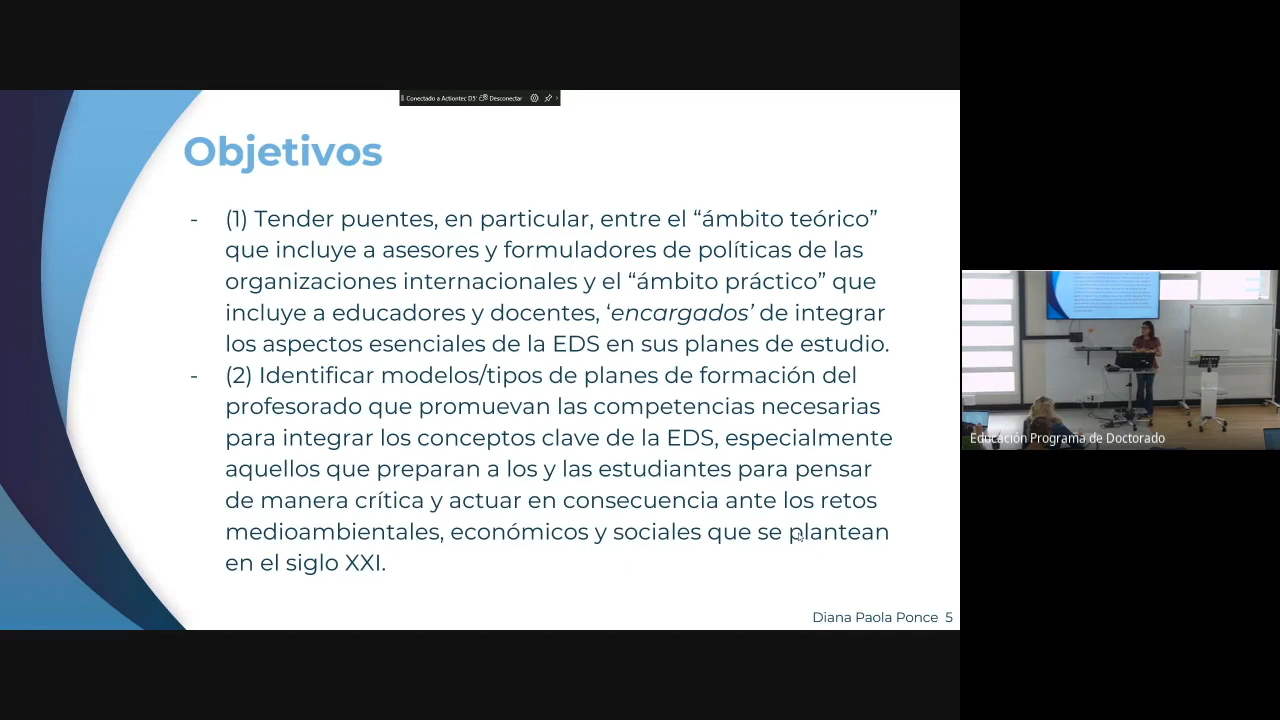 Conectado a Actiontec D5 Desconectar
Objetivos
- (1) Tender puentes, en particular, entre el “ámbito teórico”
que incluye a asesores y formuladores de políticas de las
organizaciones internacionales y el “ámbito práctico” que
incluye a educadores y docentes, ‘encargados’ de integrar
los aspectos esenciales de la EDS en sus planes de estudio.
- (2) Identificar modelos/tipos de planes de formación del
profesorado que promuevan las competencias necesarias
para integrar los conceptos clave de la EDS, especialmente
aquellos que preparan a los y las estudiantes para pensar
de manera crítica y actuar en consecuencia ante los retos
medioambientales, económicos y sociales que se plantean
en el siglo XXI.
Diana Paola Ponce 5
Educación Programa de Doctorado